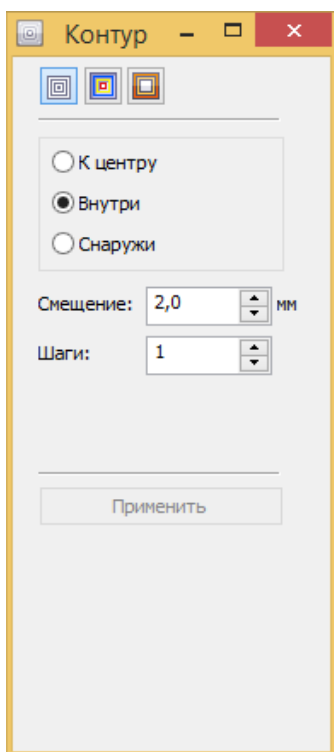 Контур
К центру
Внутри
Снаружи
Смещение: 2,0 мм
Шаги: 1
Применить